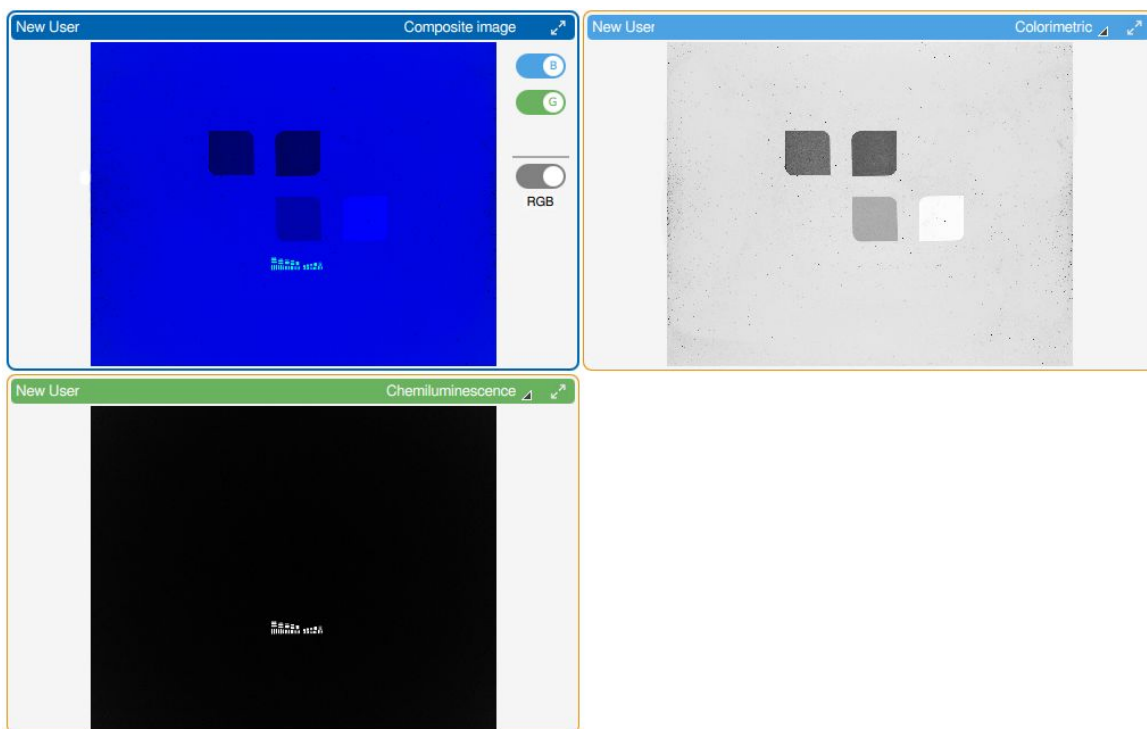 New User Composite image
B
G
RGB
New User Colorimetric
New User Chemiluminescence